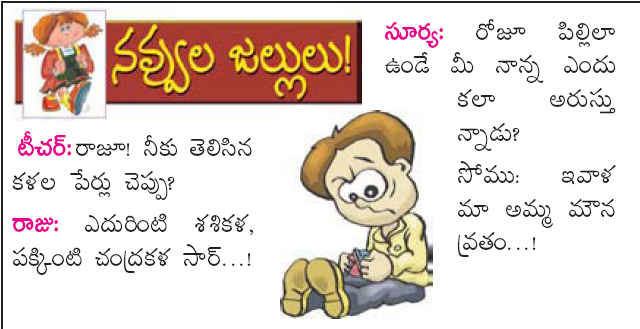 నవ్వుల జల్లులు!
టీచర్: రాజూ! నీకు తెలిసిన
కళల పేర్లు చెప్పు?
రాజు: ఎదురింటి శశికళ,
పక్కింటి చంద్రకళ సార్...!
సూర్య: రోజూ పిల్లిలా
ఉండే మీ నాన్న ఎందు
కలా అరుస్తు
న్నాడు?
సోము: ఇవాళ
మా అమ్మ మౌన
వ్రతం...!